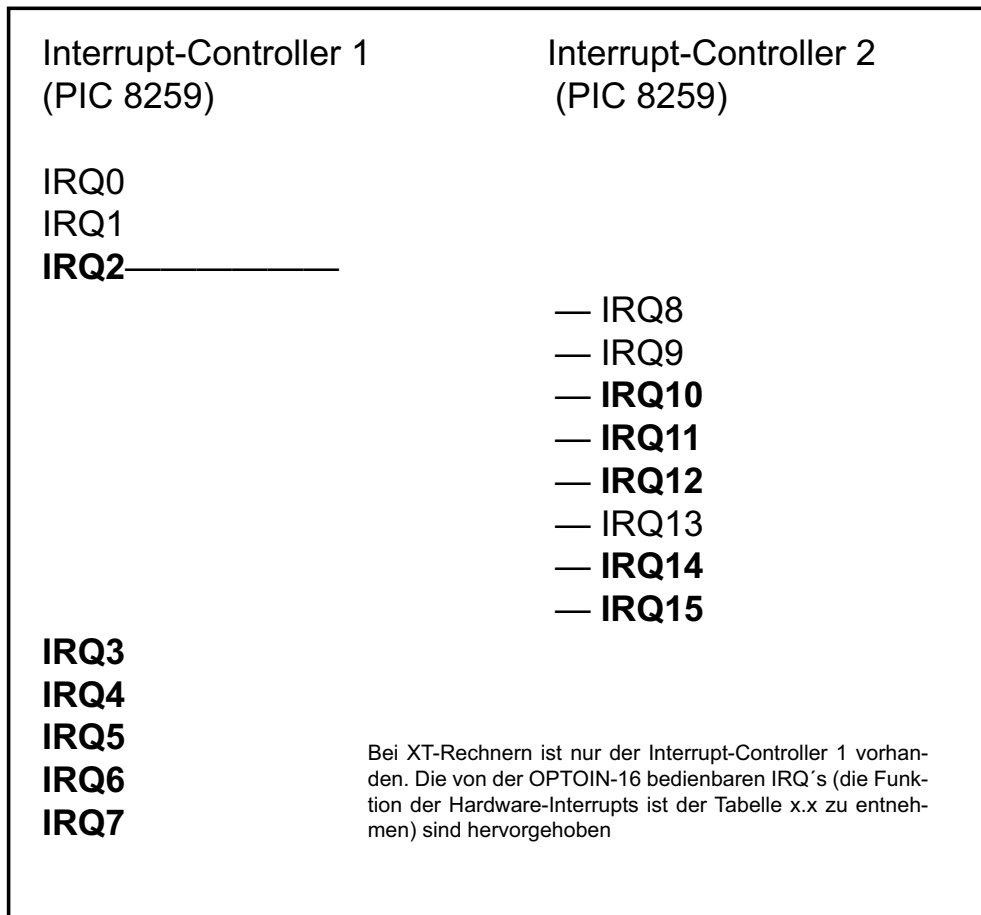 Interrupt-Controller 1 Interrupt-Controller 2
(PIC 8259) (PIC 8259)
IRQ0
IRQ1
IRQ2——————
— IRQ8
— IRQ9
— IRQ10
— IRQ11
— IRQ12
— IRQ13
— IRQ14
— IRQ15
IRQ3
IRQ4
IRQ5
IRQ6
IRQ7
Bei XT-Rechnern ist nur der Interrupt-Controller 1 vorhan-
den. Die von der OPTOIN-16 bedienbaren IRQ´s (die Funk-
tion der Hardware-Interrupts ist der Tabelle x.x zu entneh-
men) sind hervorgehoben